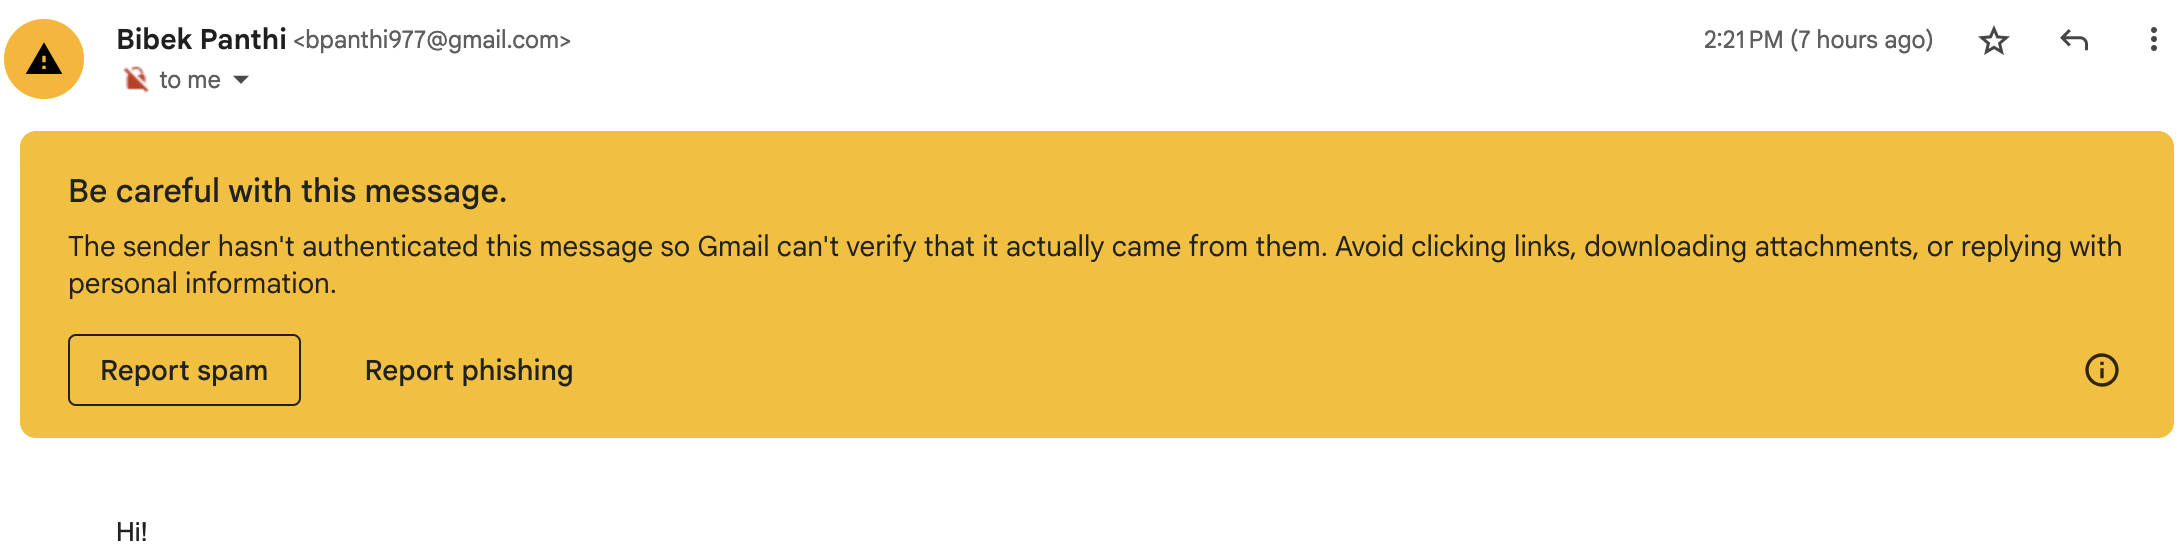 Bibek Panthi <bpanthi977@gmail.com>
2:21 PM (7 hours ago)
to me
Be careful with this message.
The sender hasn't authenticated this message so Gmail can't verify that it actually came from them. Avoid clicking links, downloading attachments, or replying with
personal information.
Report spam
Report phishing
Hi!